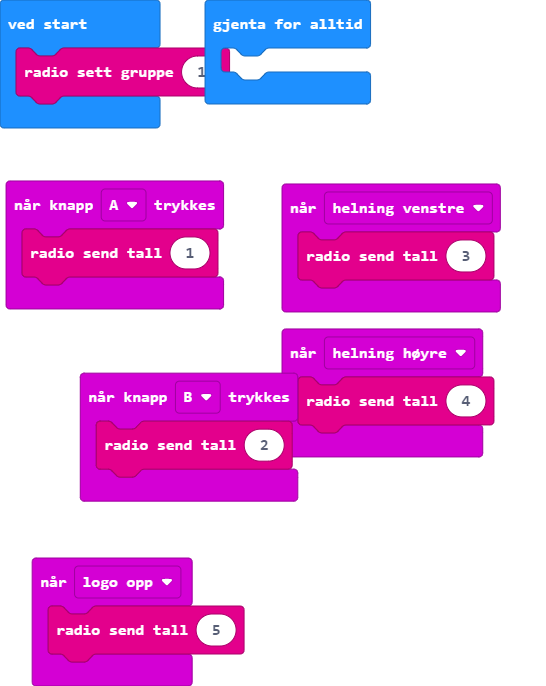 ved start
radio sett gruppe 1
gjenta for alltid
når knapp A trykkes
radio send tall 1
når helning venstre
radio send tall 3
når helning høyre
radio send tall 4
når knapp B trykkes
radio send tall 2
når logo opp
radio send tall 5